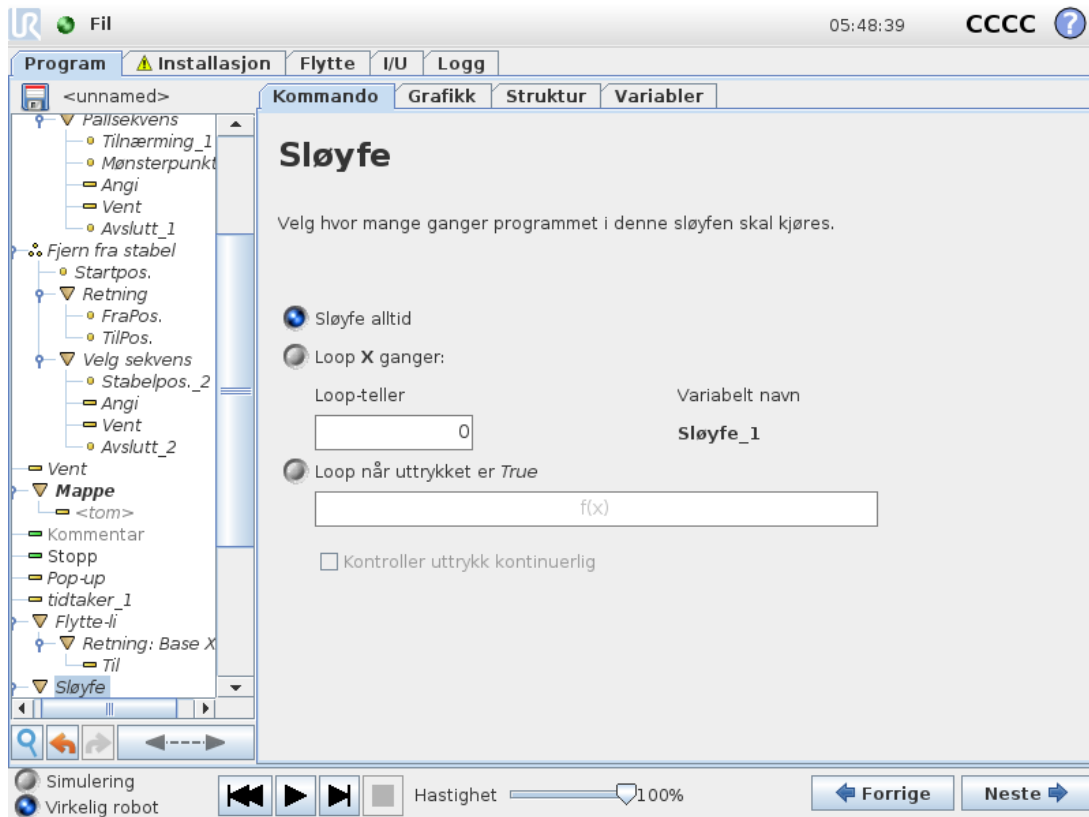 Fil
05:48:39
CCCC
?
Program
Installasjon
Flytte
I/U
Logg
<unnamed>
Kommando
Grafikk
Struktur
Variabler
Pallsekvens
Tilnærming_1
Mønsterpunkt
Angi
Vent
Avslutt_1
Fjern fra stabel
Startpos.
Retning
FraPos.
TilPos.
Velg sekvens
Stabelpos._2
Angi
Vent
Avslutt_2
Vent
Mappe
<tom>
Kommentar
Stopp
Pop-up
tidtaker_1
Flytte-li
Retning: Base X
Til
Sløyfe
Sløyfe
Velg hvor mange ganger programmet i denne sløyfen skal kjøres.
Sløyfe alltid
Loop X ganger:
Loop-teller
Variabelt navn
0
Sløyfe_1
Loop når uttrykket er True
f(x)
Kontroller uttrykk kontinuerlig
Simulering
Virkelig robot
Hastighet
100%
Forrige
Neste